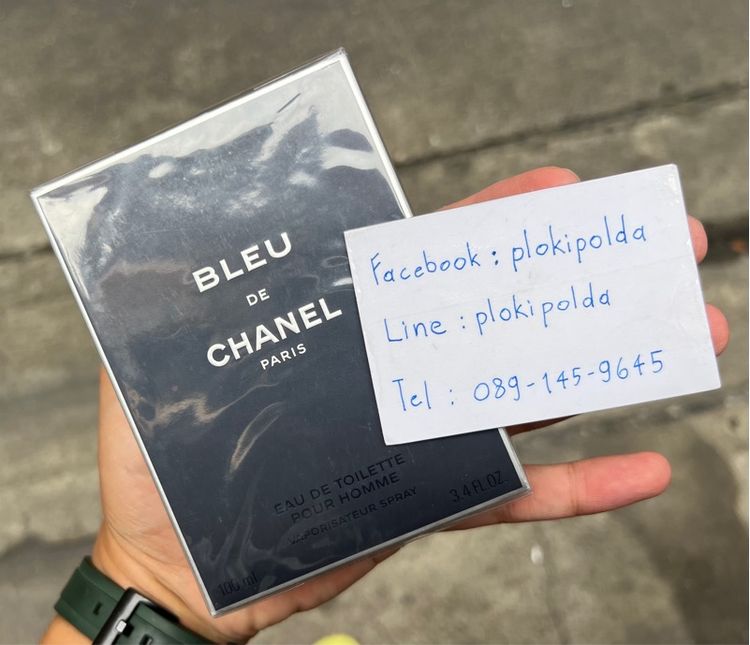 BLEU
DE
CHANEL
PARIS
EAU DE TOILETTE
POUR HOMME
VAPORISATEUR SPRAY
3.4 FL.OZ.
100 ml
Facebook : plokipolda
Line : plokipolda
Tel : 089-145-9645